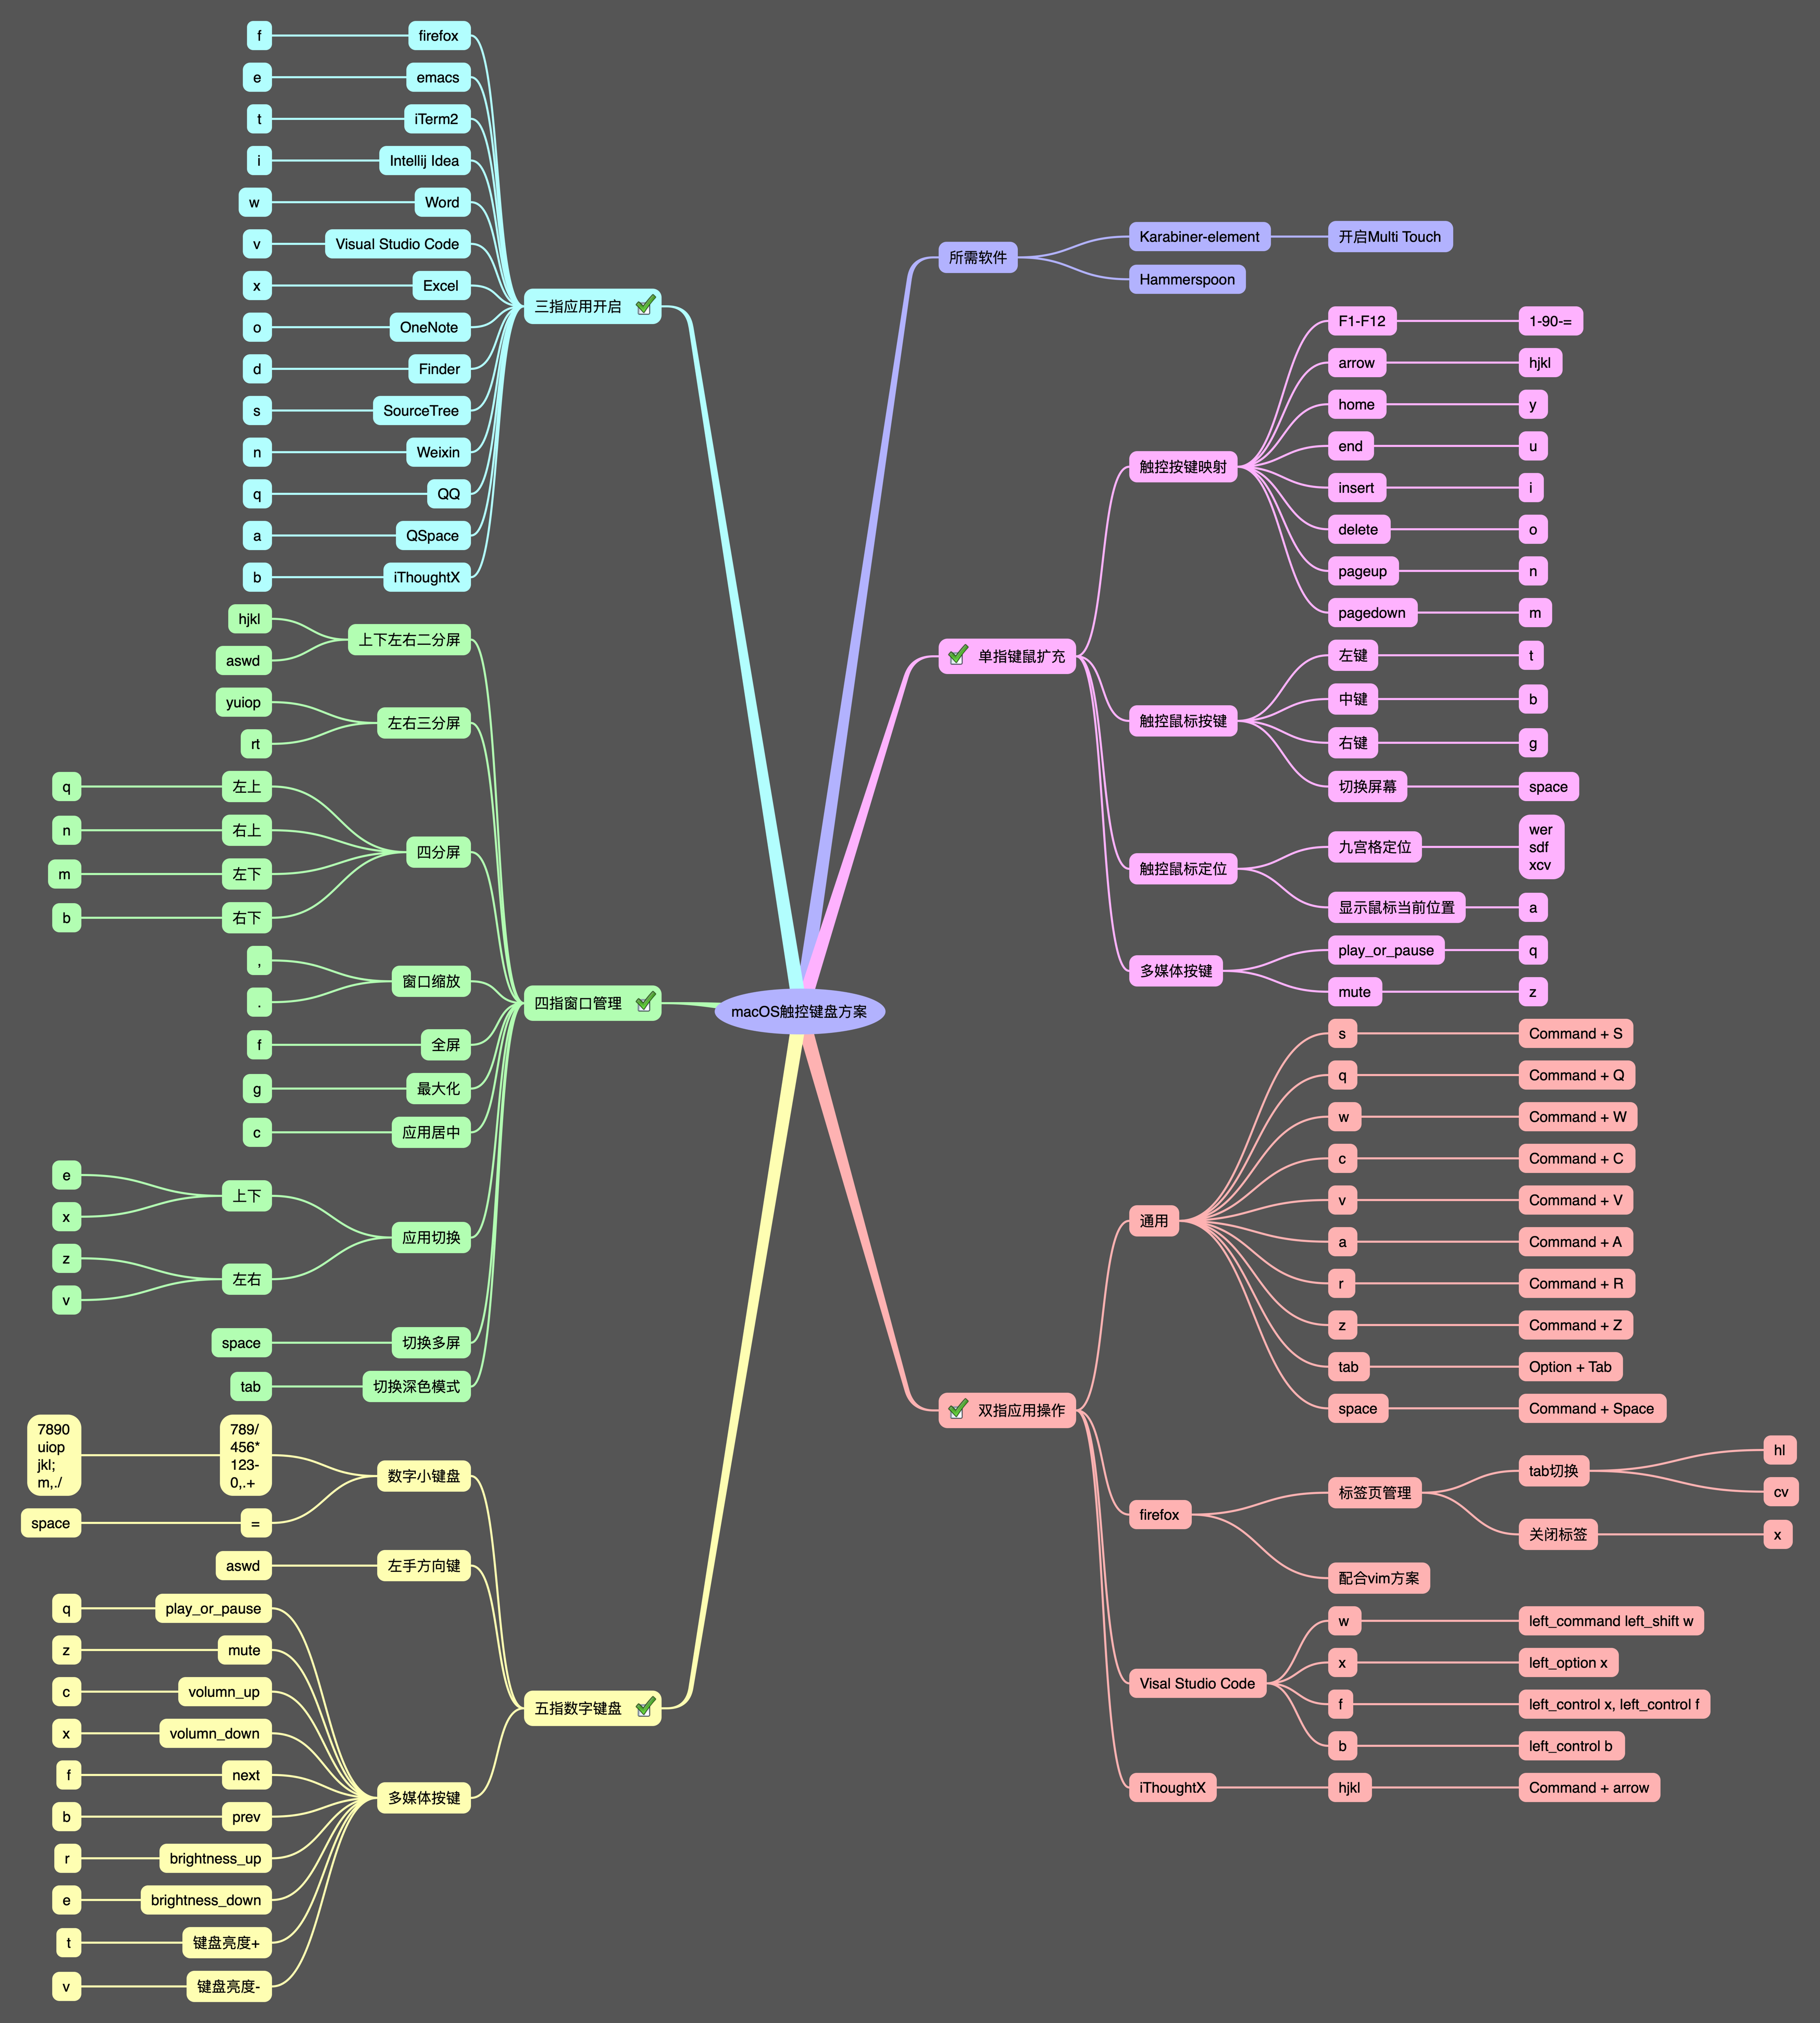 macOS触控键盘方案
所需软件
Karabiner-element
开启Multi Touch
Hammerspoon
单指键鼠扩充
触控按键映射
F1-F12
1-90-=
arrow
hjkl
home
y
end
u
insert
i
delete
o
pageup
n
pagedown
m
触控鼠标按键
左键
t
中键
b
右键
g
切换屏幕
space
触控鼠标定位
九宫格定位
wer
sdf
xcv
显示鼠标当前位置
a
多媒体按键
play_or_pause
q
mute
z
双指应用操作
通用
s
Command + S
q
Command + Q
w
Command + W
c
Command + C
v
Command + V
a
Command + A
r
Command + R
z
Command + Z
tab
Option + Tab
space
Command + Space
firefox
标签页管理
tab切换
hl
cv
关闭标签
x
配合vim方案
Visal Studio Code
w
left_command left_shift w
x
left_option x
f
left_control x, left_control f
b
left_control b
iThoughtX
hjkl
Command + arrow
三指应用开启
firefox
f
emacs
e
iTerm2
t
Intellij Idea
i
Word
w
Visual Studio Code
v
Excel
x
OneNote
o
Finder
d
SourceTree
s
Weixin
n
QQ
q
QSpace
a
iThoughtX
b
四指窗口管理
上下左右二分屏
hjkl
aswd
左右三分屏
yuiop
rt
四分屏
左上
q
右上
n
左下
m
右下
b
窗口缩放
,
.
全屏
f
最大化
g
应用居中
c
应用切换
上下
e
x
左右
z
v
切换多屏
space
切换深色模式
tab
五指数字键盘
数字小键盘
789/
456*
123-
0,.+
7890
uiop
jkl;
m,./
=
space
左手方向键
aswd
多媒体按键
play_or_pause
q
mute
z
volumn_up
c
volumn_down
x
next
f
prev
b
brightness_up
r
brightness_down
e
键盘亮度+
t
键盘亮度-
v